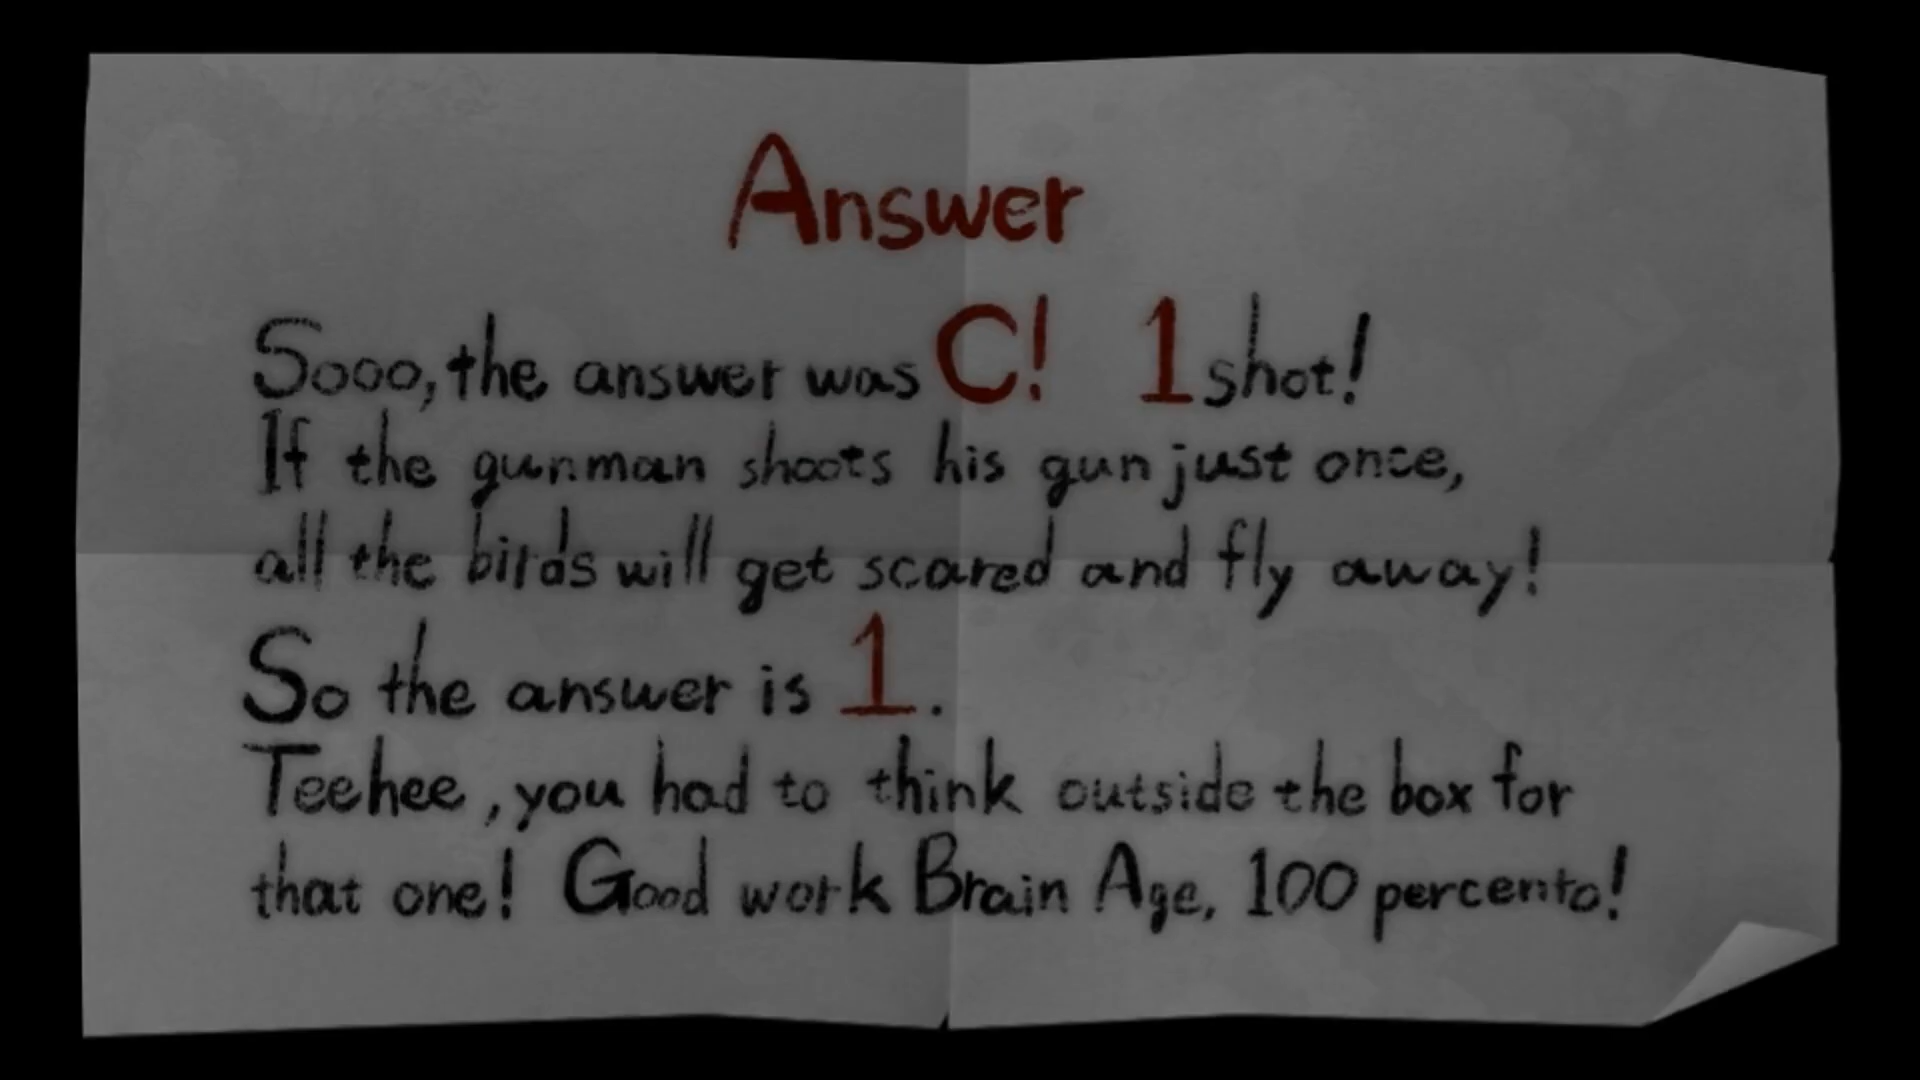 Answer
Sooo, the answer was C! 1 shot!
If the gunman shoots his gun just once,
all the birds will get scared and fly away!
So the answer is 1.
Teehee, you had to think outside the box for
that one! Good work Brain Age, 100 percento!